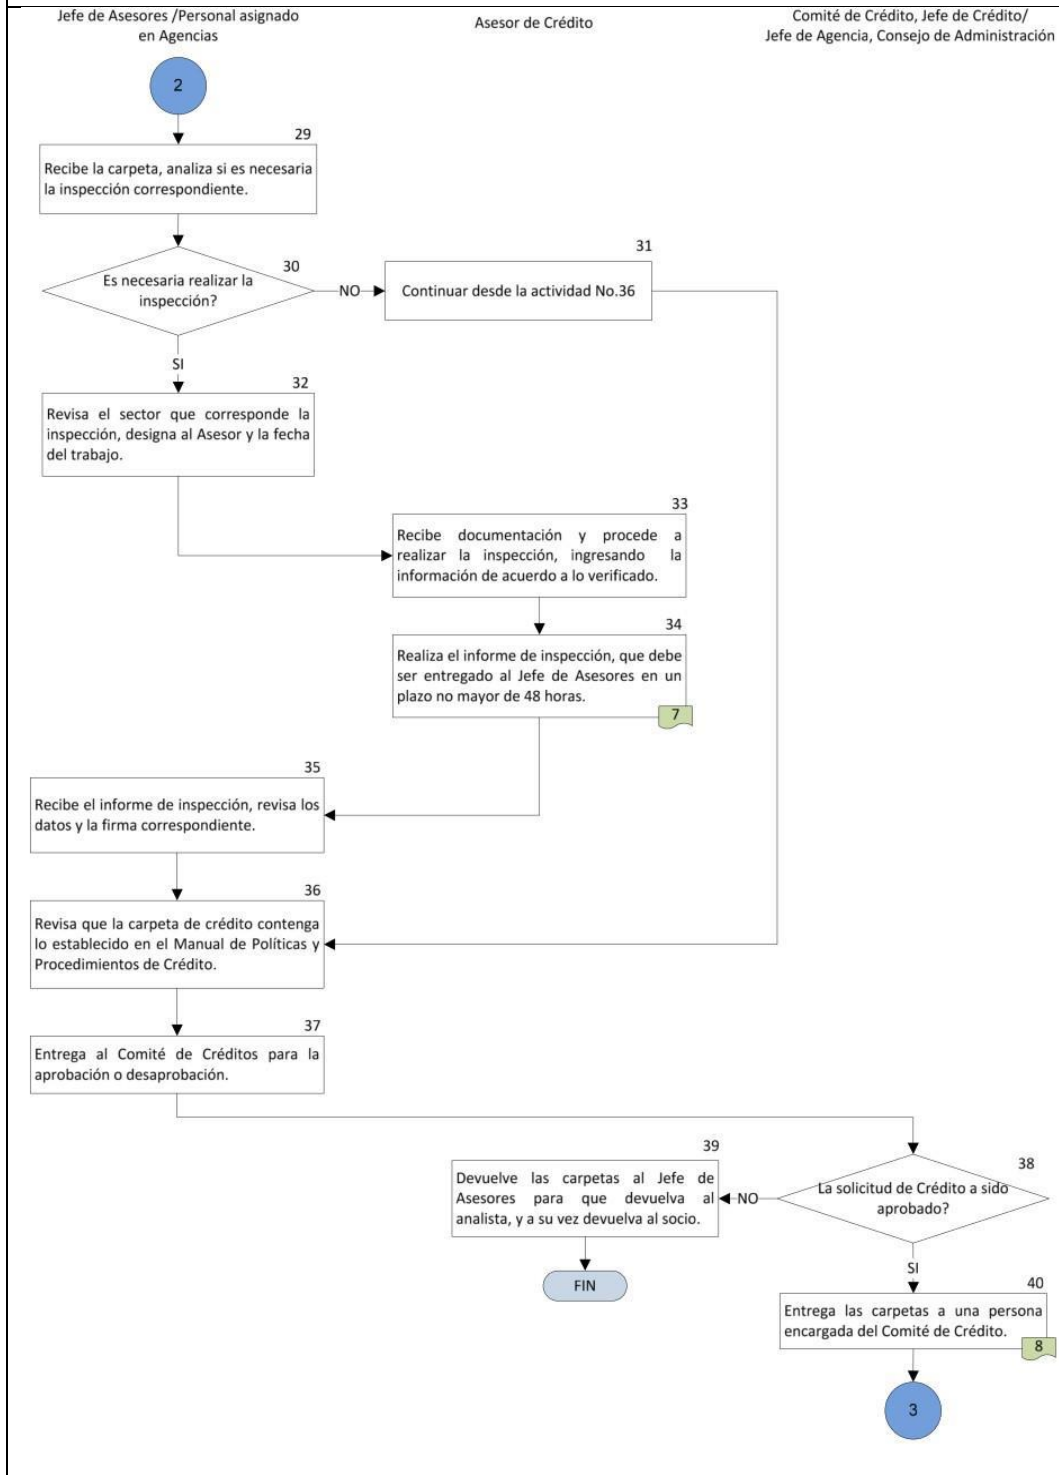 Jefe de Asesores /Personal asignado
en Agencias
Asesor de Crédito
Comité de Crédito, Jefe de Crédito/
Jefe de Agencia, Consejo de Administración
2
29
Recibe la carpeta, analiza si es necesaria
la inspección correspondiente.
30
Es necesaria realizar la
inspección?
NO
31
Continuar desde la actividad No.36
SI
32
Revisa el sector que corresponde la
inspección, designa al Asesor y la fecha
del trabajo.
33
Recibe documentación y procede a
realizar la inspección, ingresando la
información de acuerdo a lo verificado.
34
Realiza el informe de inspección, que debe
ser entregado al Jefe de Asesores en un
plazo no mayor de 48 horas.
7
35
Recibe el informe de inspección, revisa los
datos y la firma correspondiente.
36
Revisa que la carpeta de crédito contenga
lo establecido en el Manual de Políticas y
Procedimientos de Crédito.
37
Entrega al Comité de Créditos para la
aprobación o desaprobación.
38
La solicitud de Crédito a sido
aprobado?
NO
39
Devuelve las carpetas al Jefe de
Asesores para que devuelva al
analista, y a su vez devuelva al socio.
FIN
SI
40
Entrega las carpetas a una persona
encargada del Comité de Crédito.
8
3